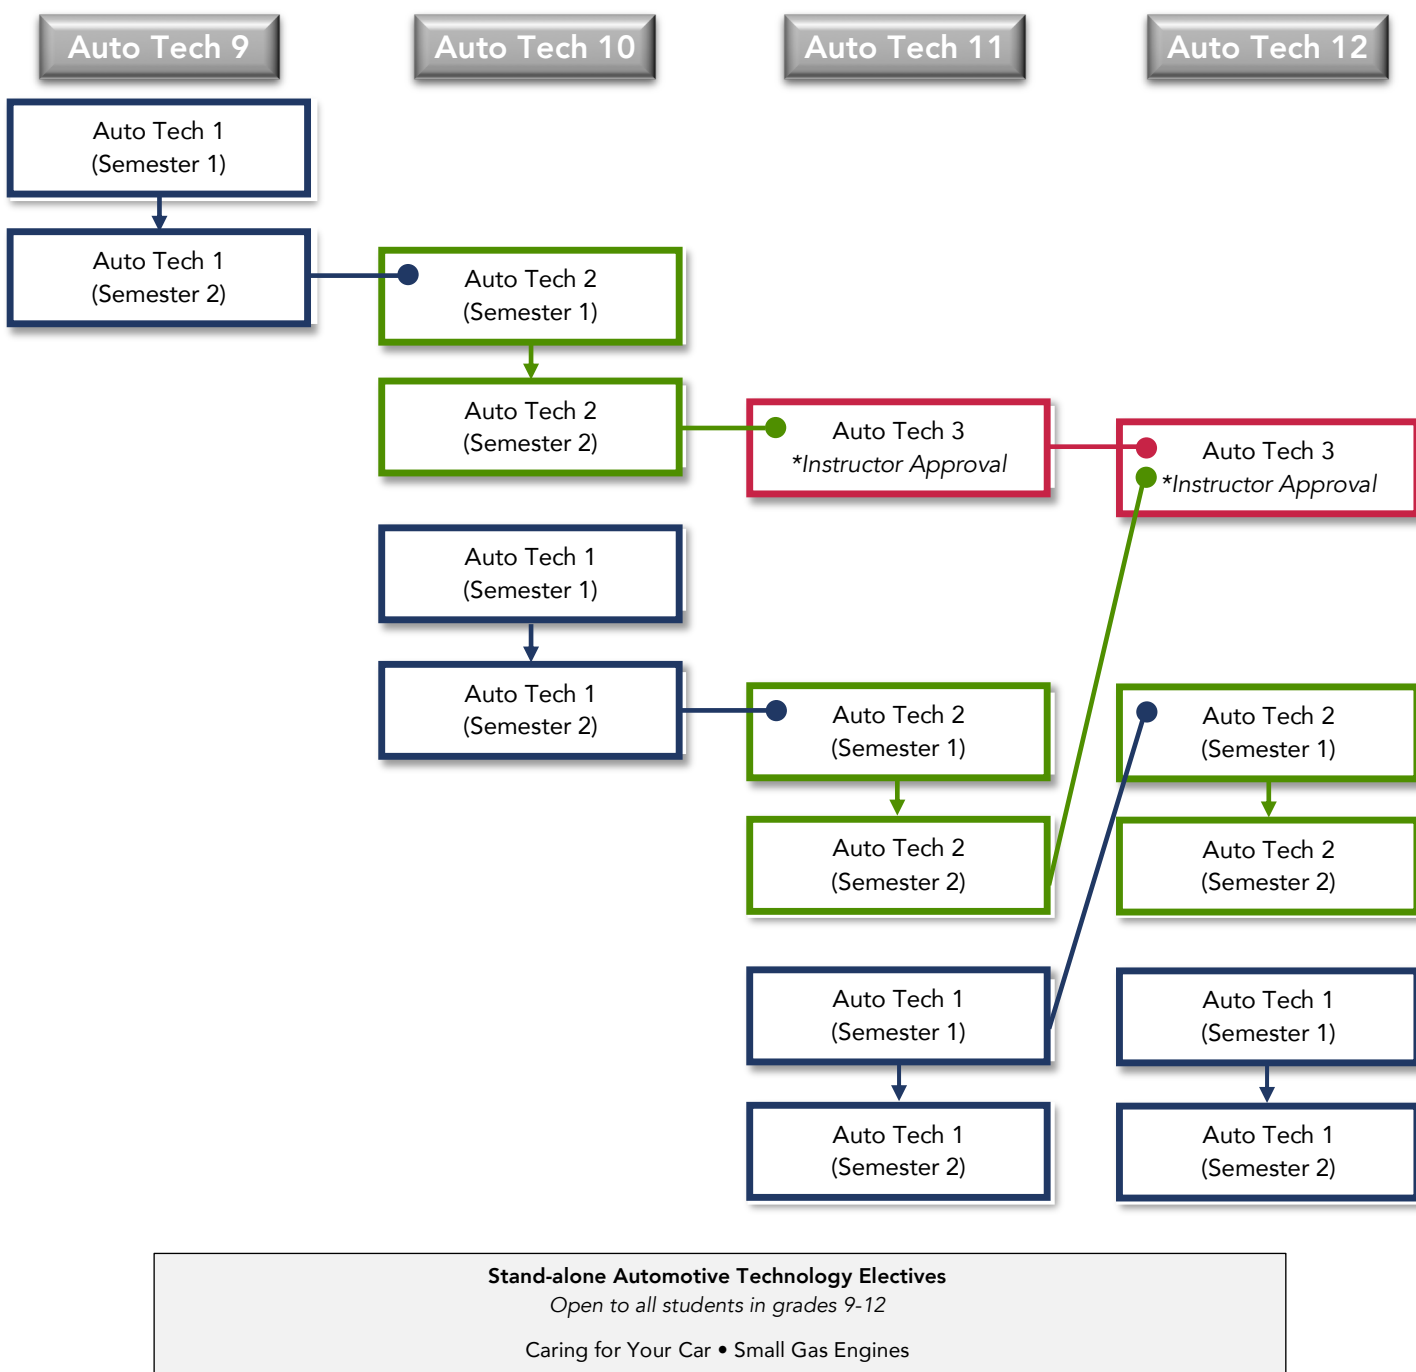 Auto Tech 9
Auto Tech 10
Auto Tech 11
Auto Tech 12
Auto Tech 1
(Semester 1)
Auto Tech 1
(Semester 2)
Auto Tech 2
(Semester 1)
Auto Tech 2
(Semester 2)
Auto Tech 3
*Instructor Approval
Auto Tech 3
*Instructor Approval
Auto Tech 1
(Semester 1)
Auto Tech 1
(Semester 2)
Auto Tech 2
(Semester 1)
Auto Tech 2
(Semester 1)
Auto Tech 2
(Semester 2)
Auto Tech 2
(Semester 2)
Auto Tech 1
(Semester 1)
Auto Tech 1
(Semester 1)
Auto Tech 1
(Semester 2)
Auto Tech 1
(Semester 2)
Stand-alone Automotive Technology Electives
Open to all students in grades 9-12
Caring for Your Car • Small Gas Engines